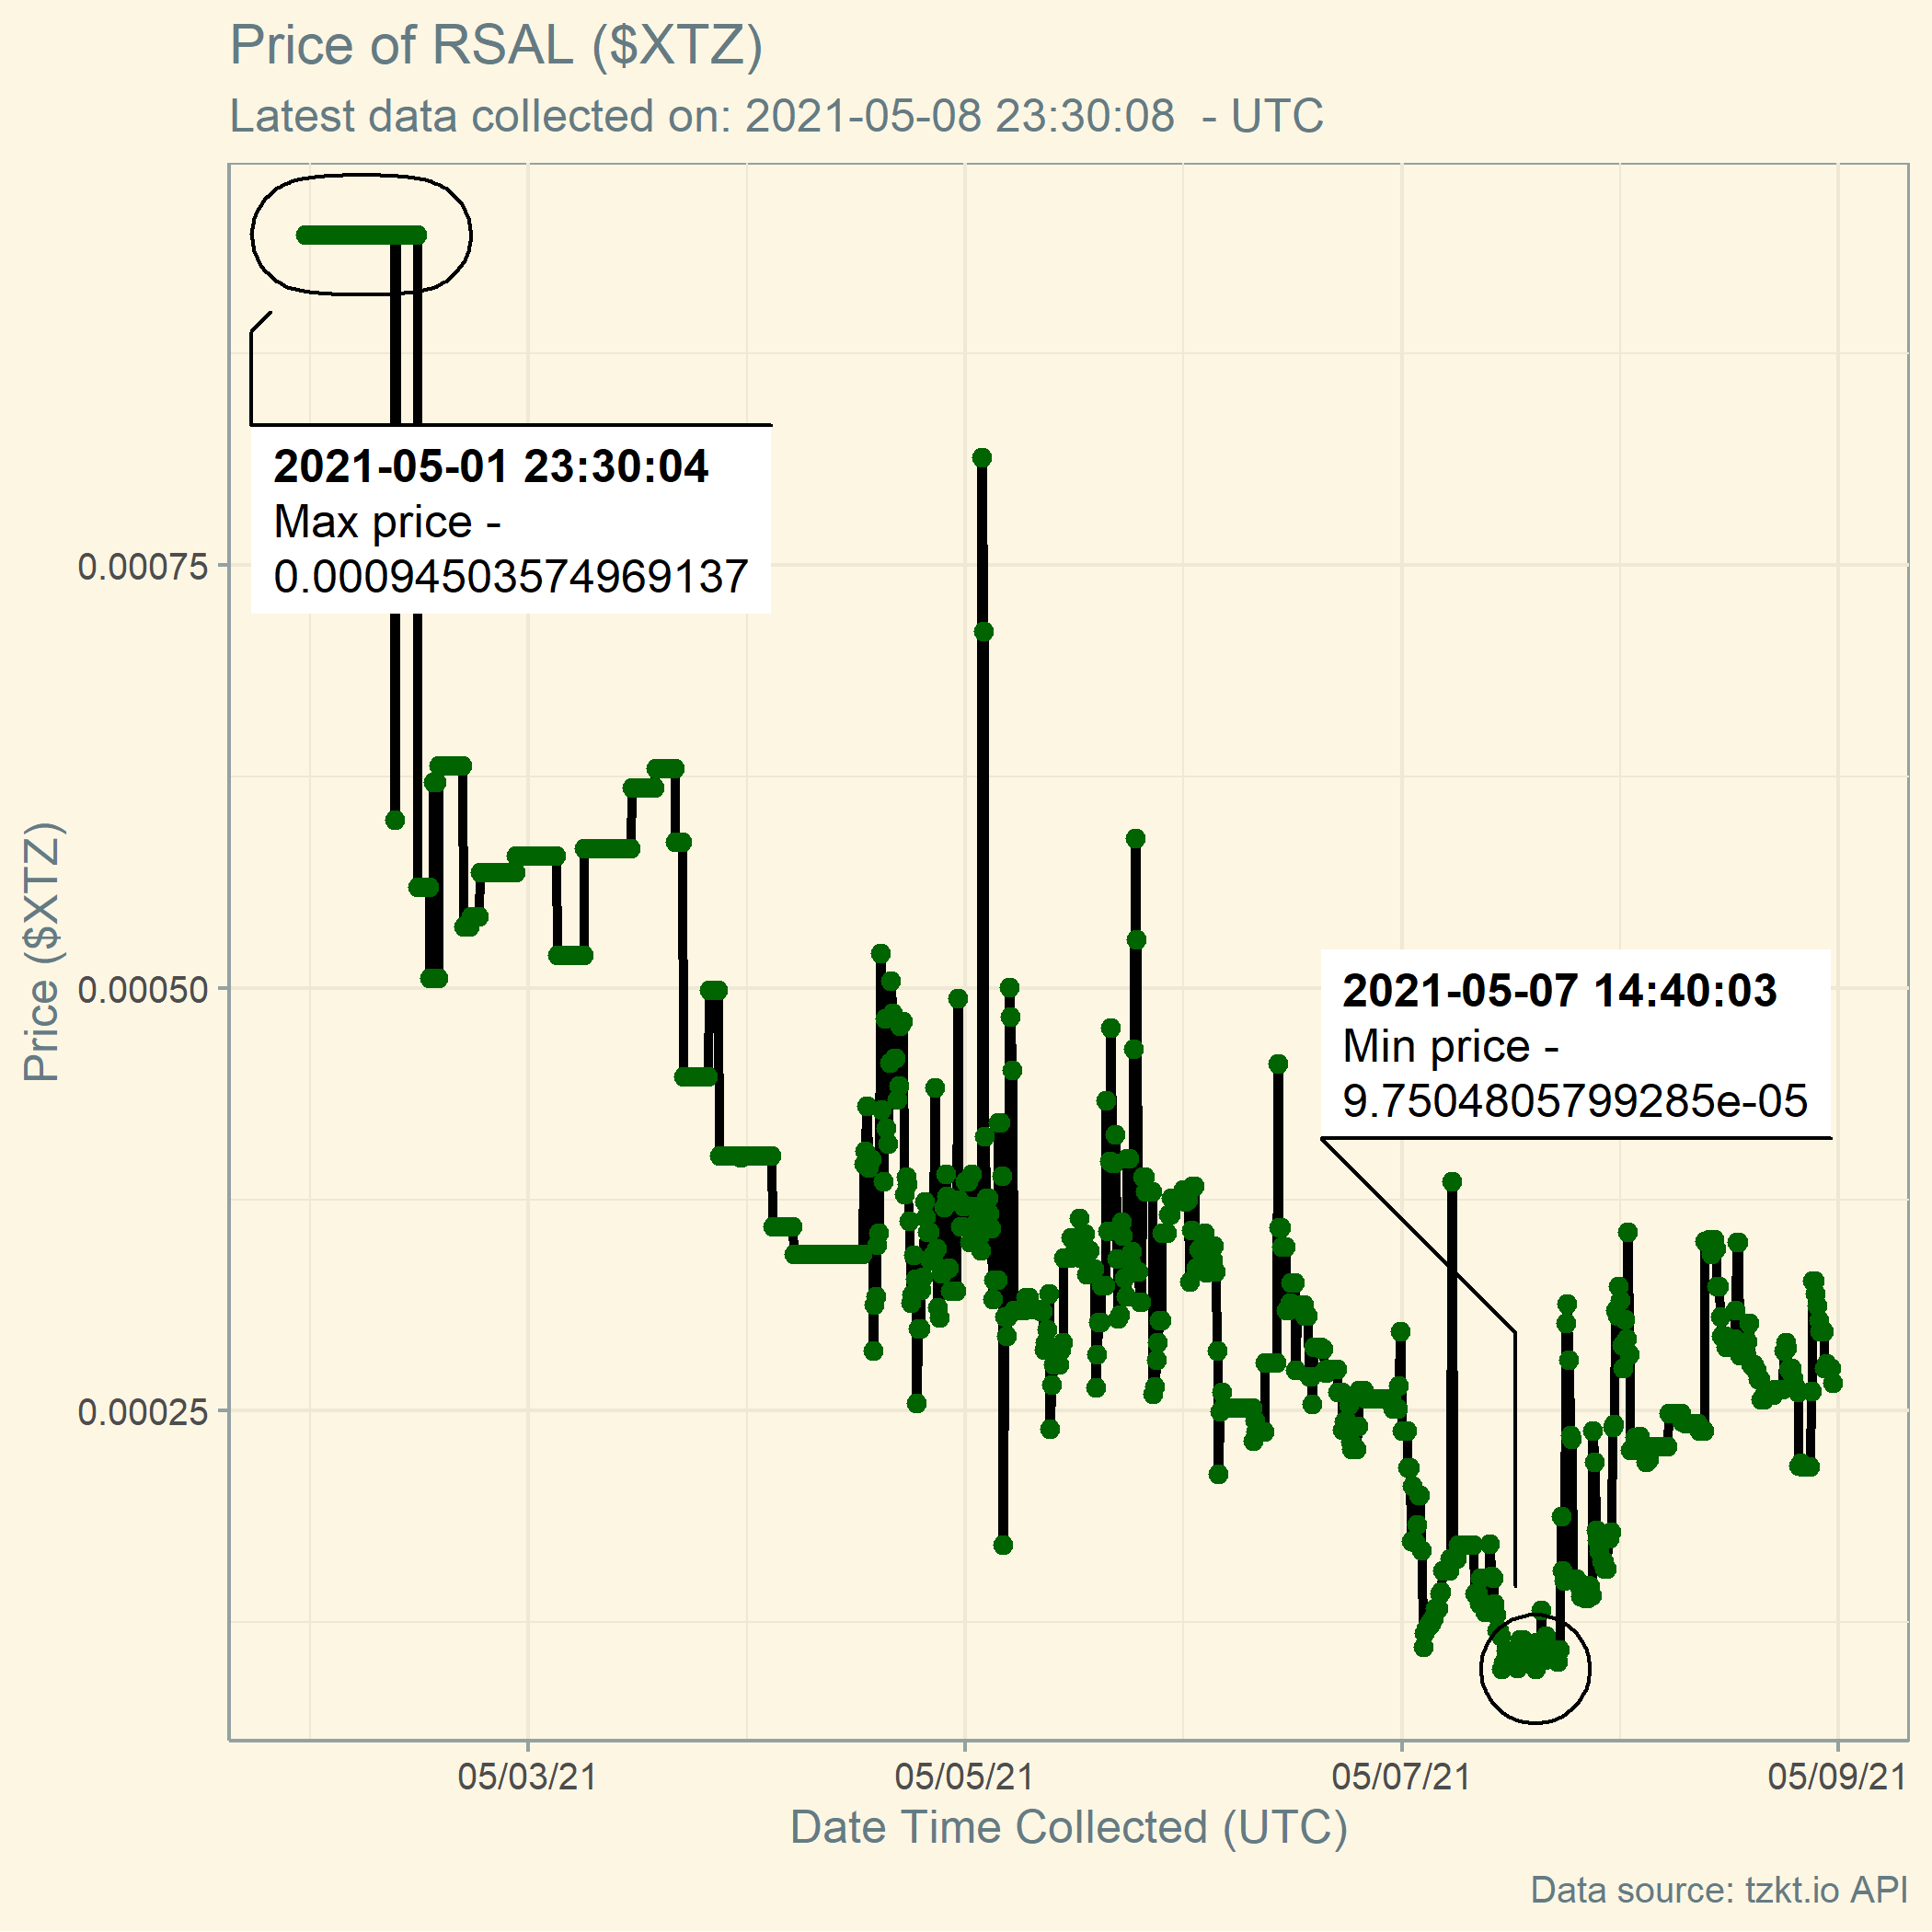 Price of RSAL ($XTZ)
Latest data collected on: 2021-05-08 23:30:08  - UTC
2021-05-01 23:30:04
Max price -
0.00094503574969137
0.00075
2021-05-07 14:40:03
Min price -
9.7504805799285e-05
0.00050
0.00025
Price ($XTZ)
05/03/21
05/05/21
05/07/21
05/09/21
Date Time Collected (UTC)
Data source: tzkt.io API